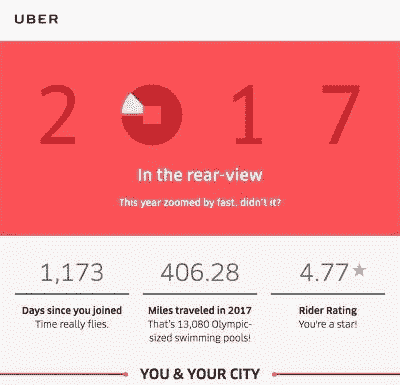 UBER
2017
In the rear-view
This year zoomed by fast, didn't it?
1,173 406.28 4.77★
Days since you joined Miles traveled in 2017 Rider Rating
Time really flies. That's 13,080 Olympic- You're a star!
sized swimming pools!
YOU & YOUR CITY